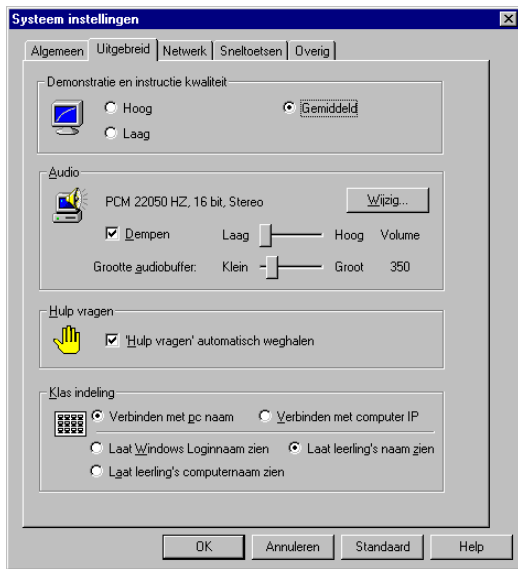 Systeem instellingen
Algemeen Uitgebreid Netwerk Sneltoetsen Overig
Demonstratie en instructie kwaliteit
Hoog Gemiddeld
Laag
Audio
PCM 22050 HZ, 16 bit, Stereo Wijzig...
Dempen Laag Hoog Volume
Grootte audiobuffer: Klein Groot 350
Hulp vragen
'Hulp vragen' automatisch weghalen
Klas indeling
Verbinden met pc naam Verbinden met computer IP
Laat Windows Loginnaam zien Laat leerling's naam zien
Laat leerling's computernaam zien
OK Annuleren Standaard Help